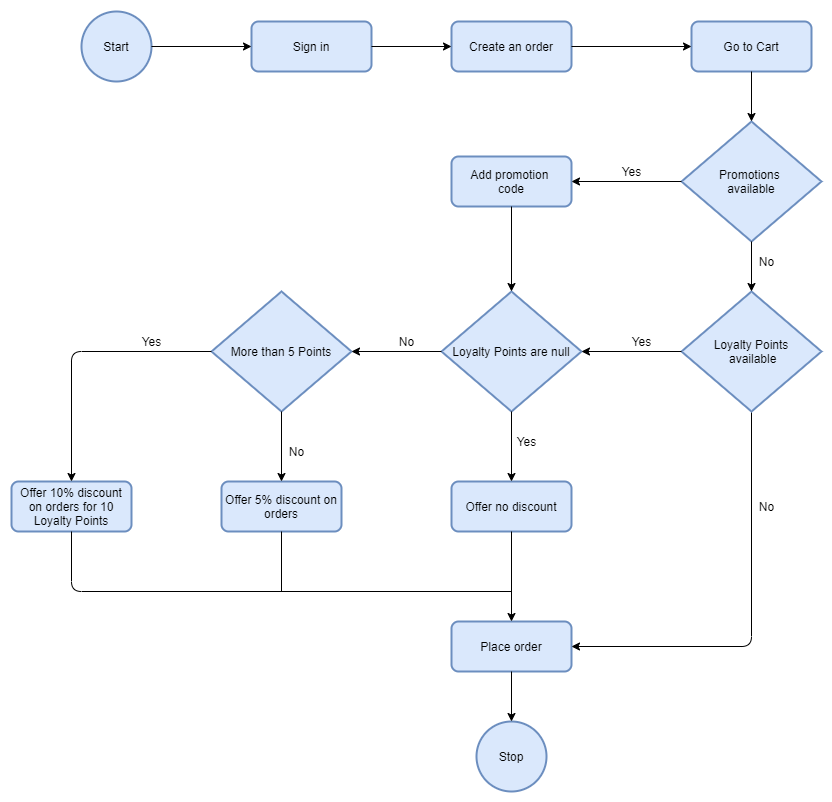 Start
Sign in
Create an order
Go to Cart
Add promotion
code
Yes
Promotions
available
No
Yes
More than 5 Points
No
Loyalty Points are null
Yes
Loyalty Points
available
No
Yes
Offer 10% discount
on orders for 10
Loyalty Points
Offer 5% discount on
orders
Offer no discount
No
Place order
Stop